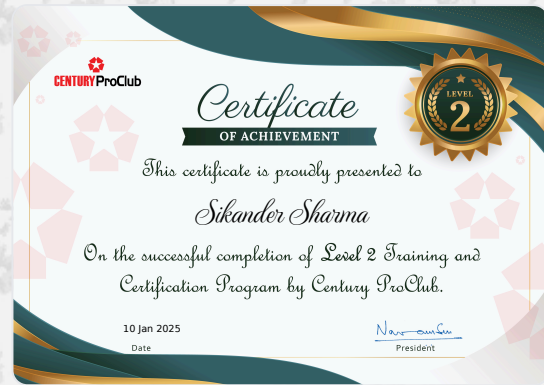 CENTURY ProClub
LEVEL
2
Certificate
OF ACHIEVEMENT
This certificate is proudly presented to
Sikander Sharma
On the successful completion of Level 2 Training and
Certification Program by Century ProClub.
10 Jan 2025
Date
President